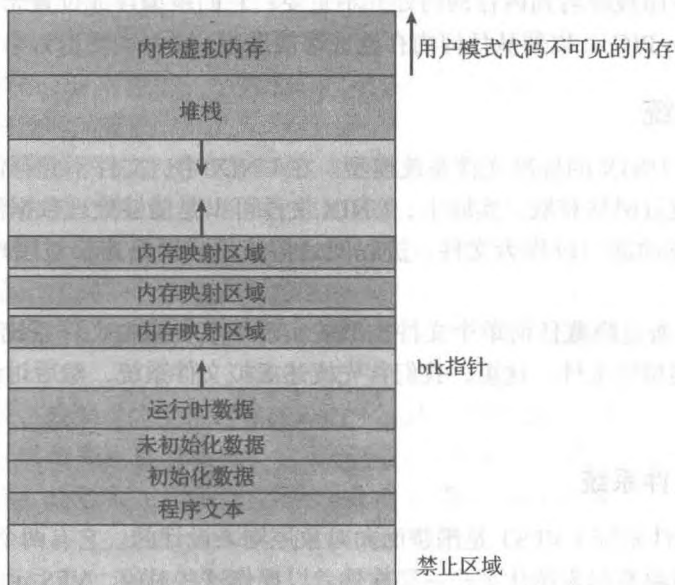 内核虚拟内存
用户模式代码不可见的内存
堆栈
内存映射区域
内存映射区域
内存映射区域
brk指针
运行时数据
未初始化数据
初始化数据
程序文本
禁止区域